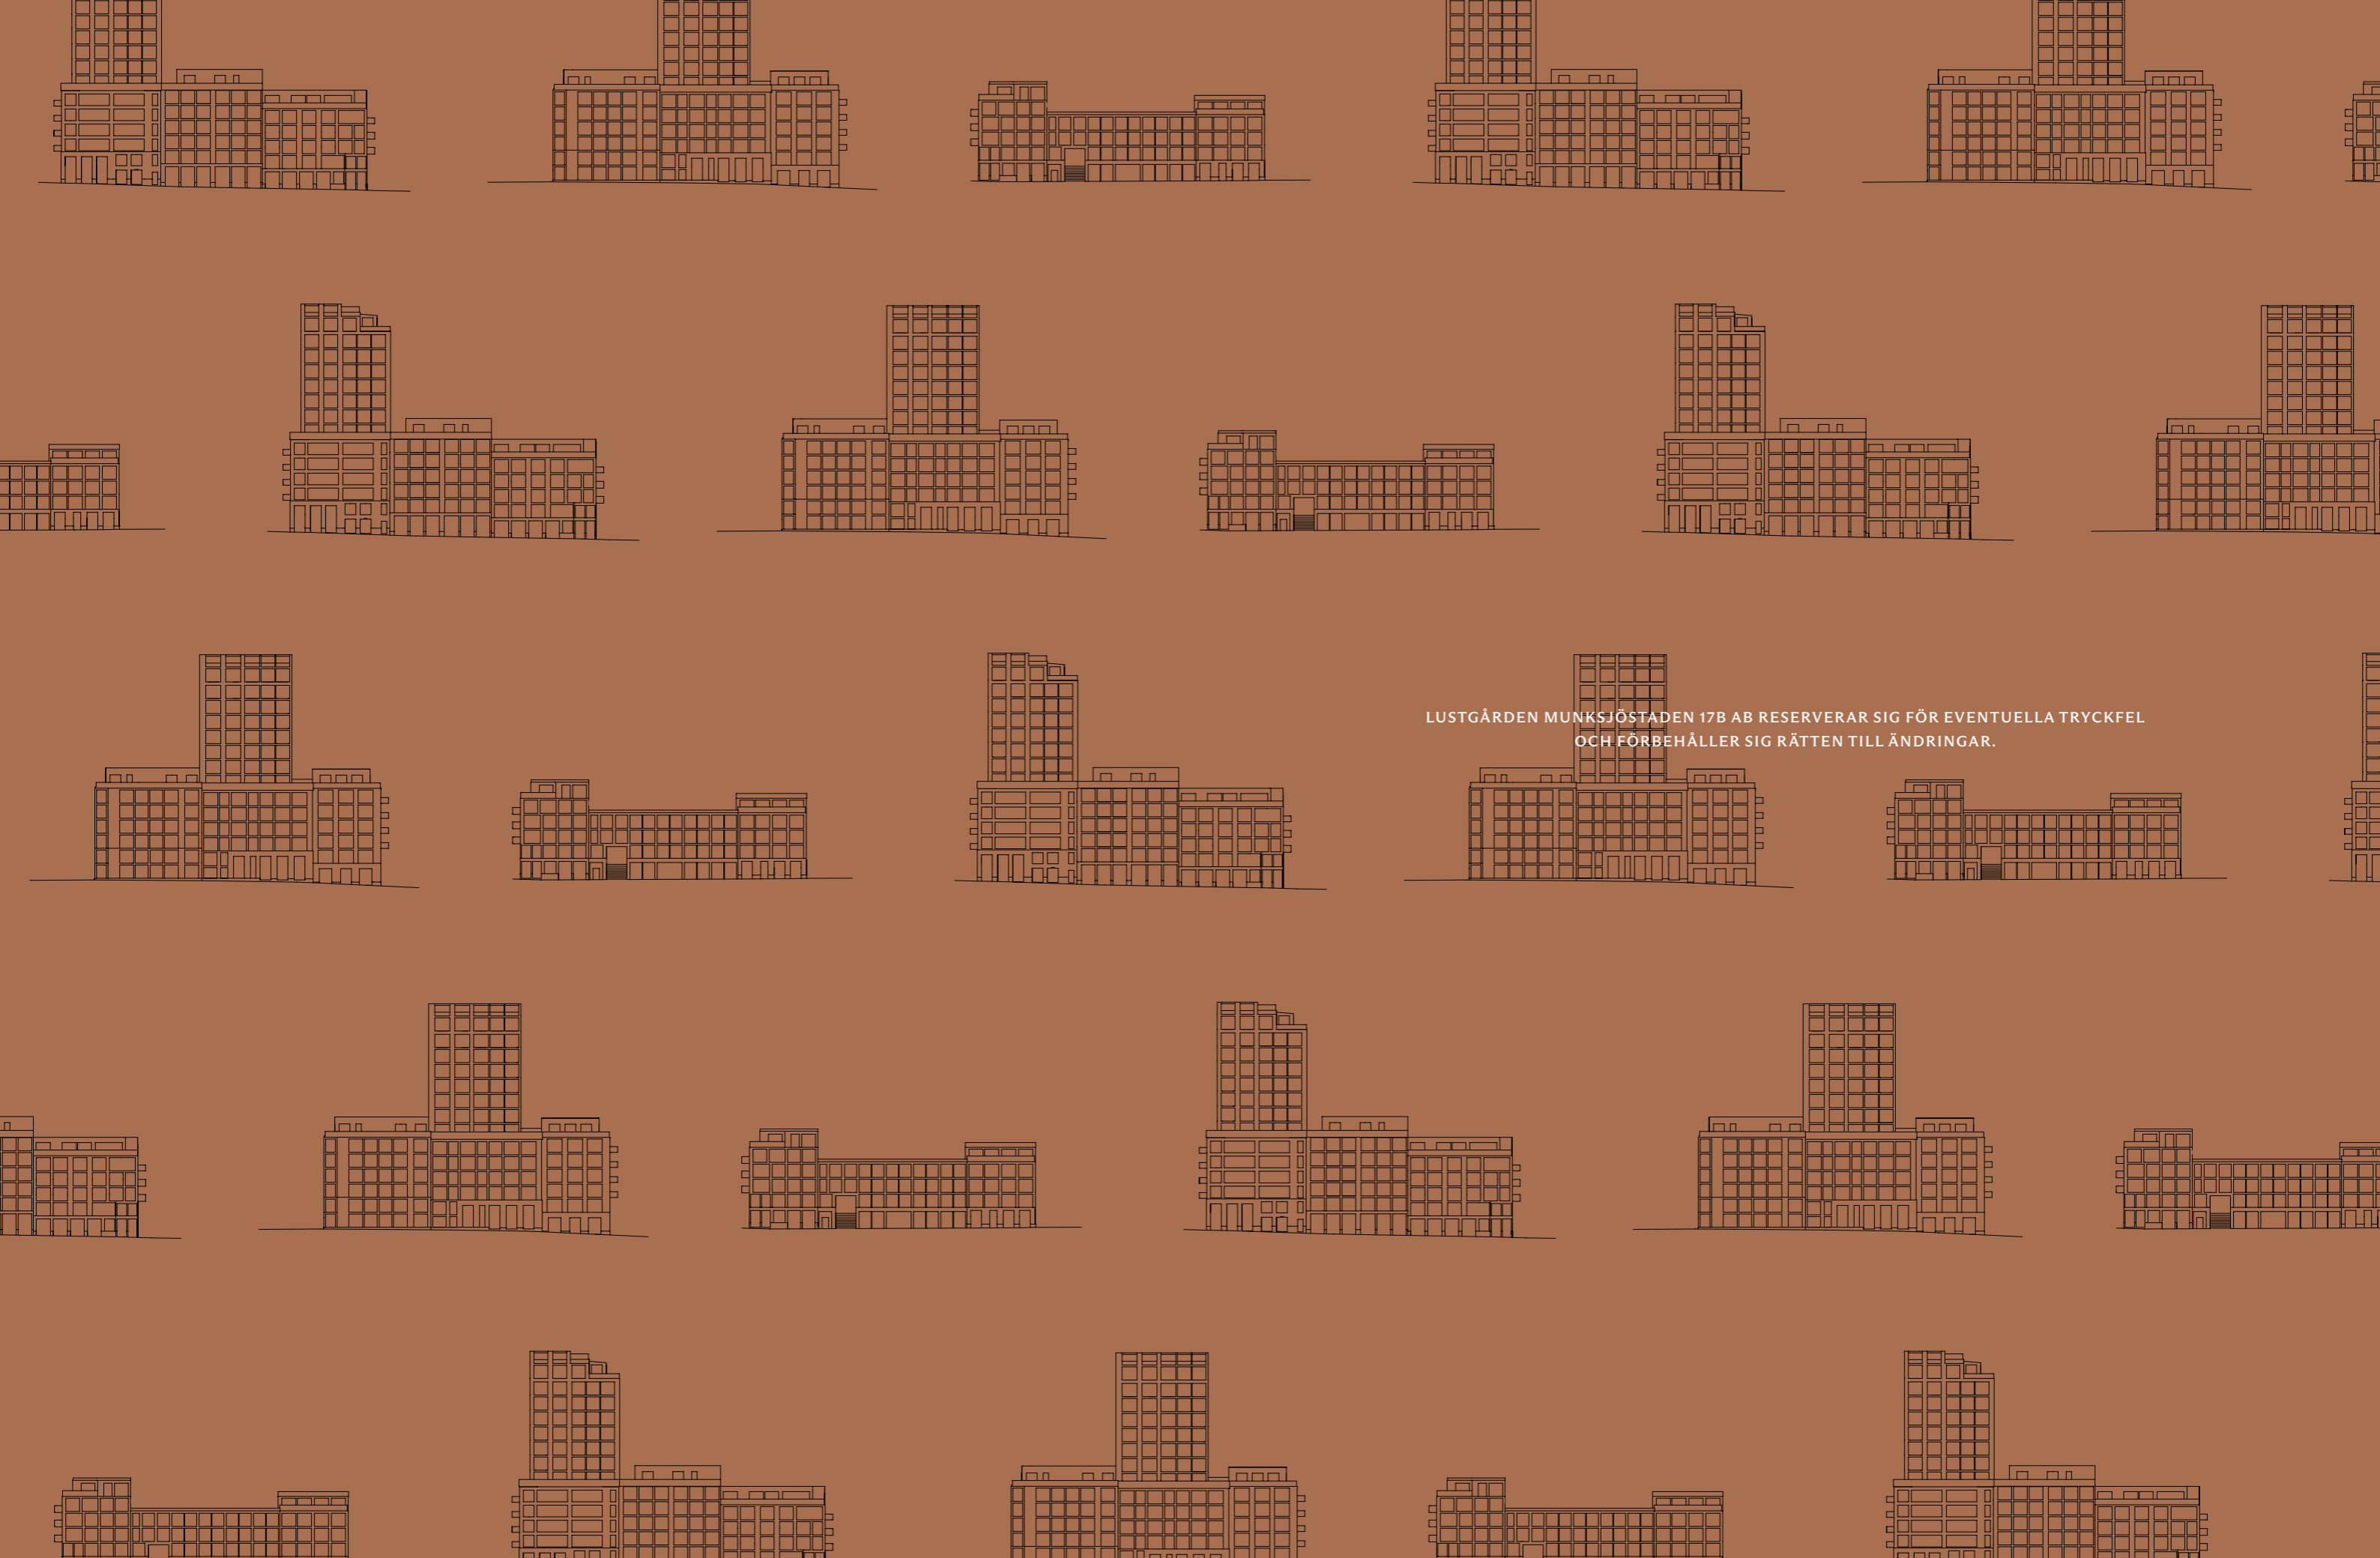 LUSTGÅRDEN MUNKSJÖSTADEN 17B AB RESERVERAR SIG FÖR EVENTUELLA TRYCKFEL
OCH FÖRBEHÅLLER SIG RÄTTEN TILL ÄNDRINGAR.